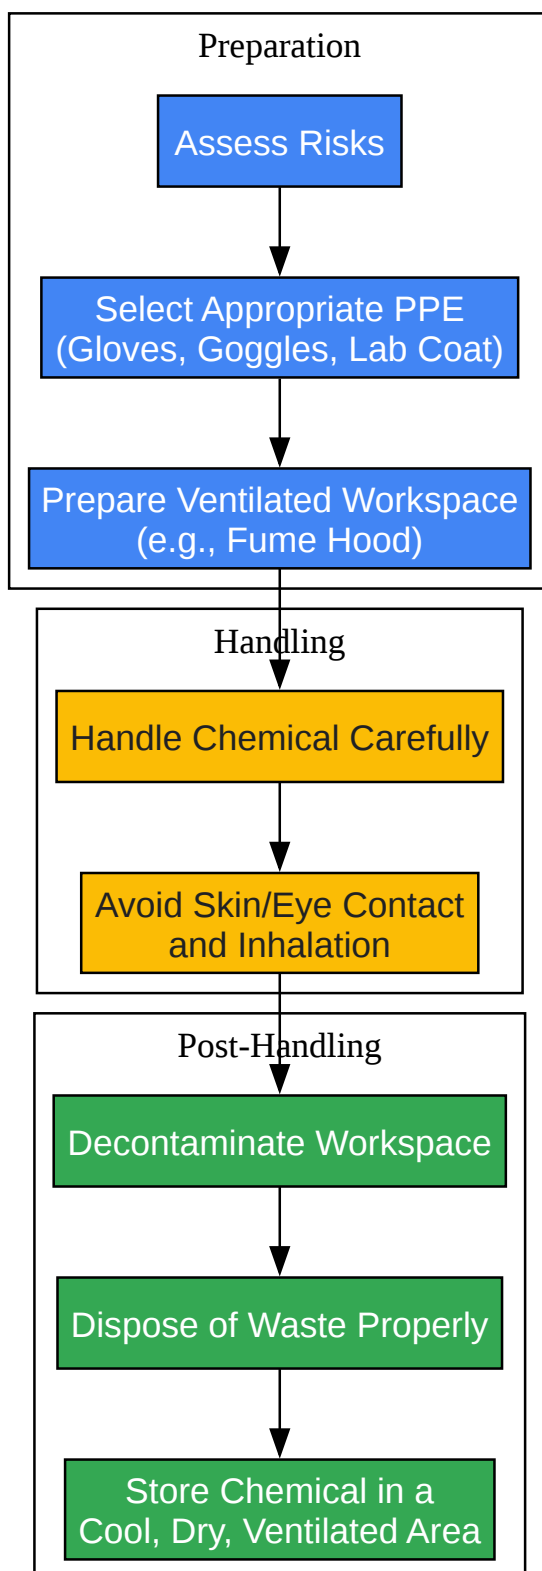 Preparation
Assess Risks
Select Appropriate PPE
(Gloves, Goggles, Lab Coat)
Prepare Ventilated Workspace
(e.g., Fume Hood)
Handling
Handle Chemical Carefully
Avoid Skin/Eye Contact
and Inhalation
Post-Handling
Decontaminate Workspace
Dispose of Waste Properly
Store Chemical in a
Cool, Dry, Ventilated Area